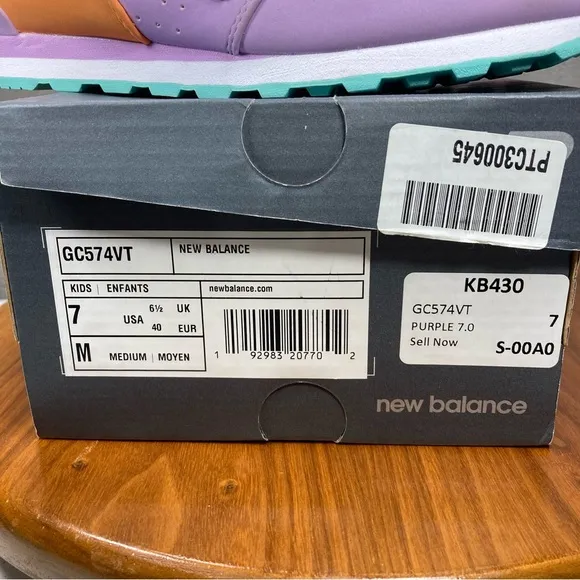 PTC300645
GC574VT
NEW BALANCE
KIDS | ENFANTS
newbalance.com
7 USA 6½ UK
40 EUR
M MEDIUM | MOYEN
1 92983 20770 2
KB430
GC574VT
PURPLE 7.0 7
Sell Now S-00A0
new balance